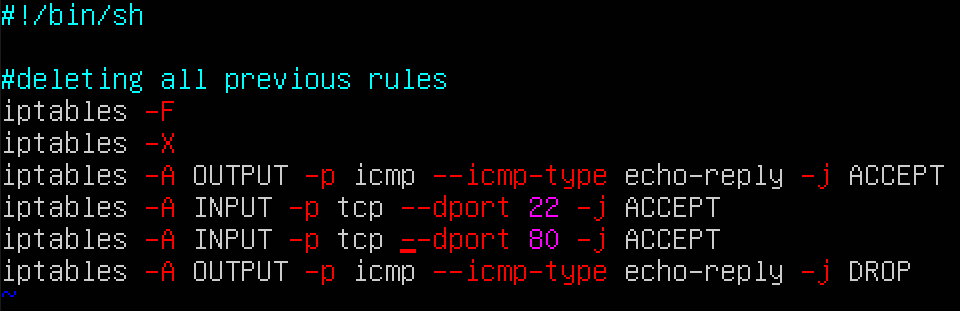 #!/bin/sh
#deleting all previous rules
iptables -F
iptables -X
iptables -A OUTPUT -p icmp --icmp-type echo-reply -j ACCEPT
iptables -A INPUT -p tcp --dport 22 -j ACCEPT
iptables -A INPUT -p tcp --dport 80 -j ACCEPT
iptables -A OUTPUT -p icmp --icmp-type echo-reply -j DROP
~